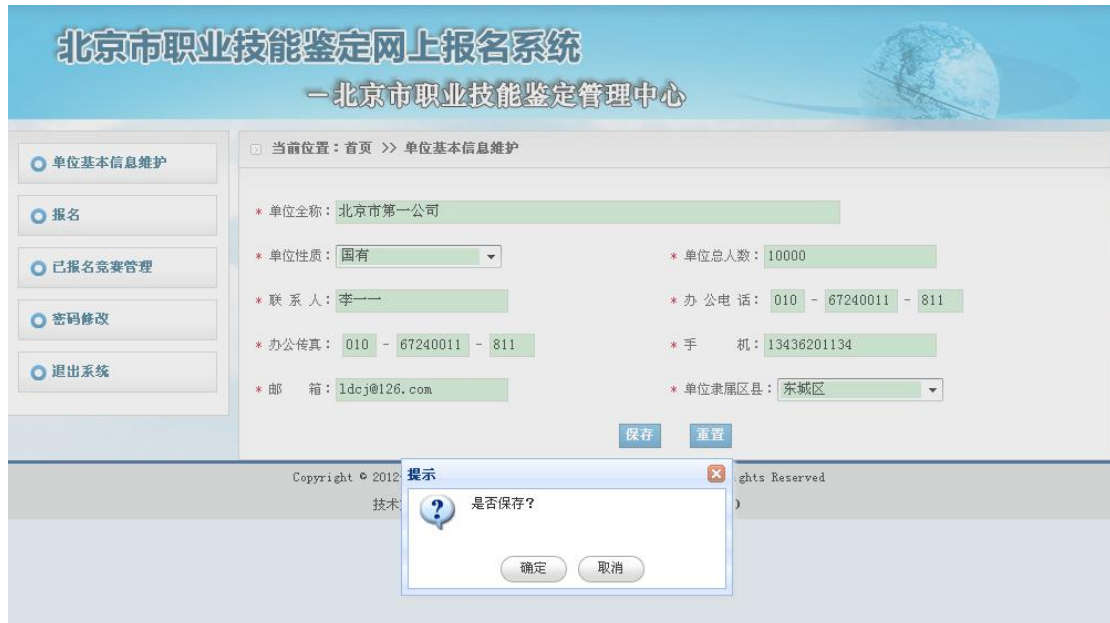 北京市职业技能鉴定网上报名系统
—北京市职业技能鉴定管理中心
单位基本信息维护
报名
已报名竞赛管理
密码修改
退出系统
当前位置：首页 >> 单位基本信息维护
* 单位全称：北京市第一公司
* 单位性质：国有 * 单位总人数：10000
* 联 系 人：李一一 * 办 公 电 话： 010 - 67240011 - 811
* 办公传真： 010 - 67240011 - 811 * 手 机：13436201134
* 邮 箱：ldcj@126.com * 单位隶属区县：东城区
保存 重置
Copyright © 2012 ghts Reserved
技术
提示
是否保存？
确定 取消